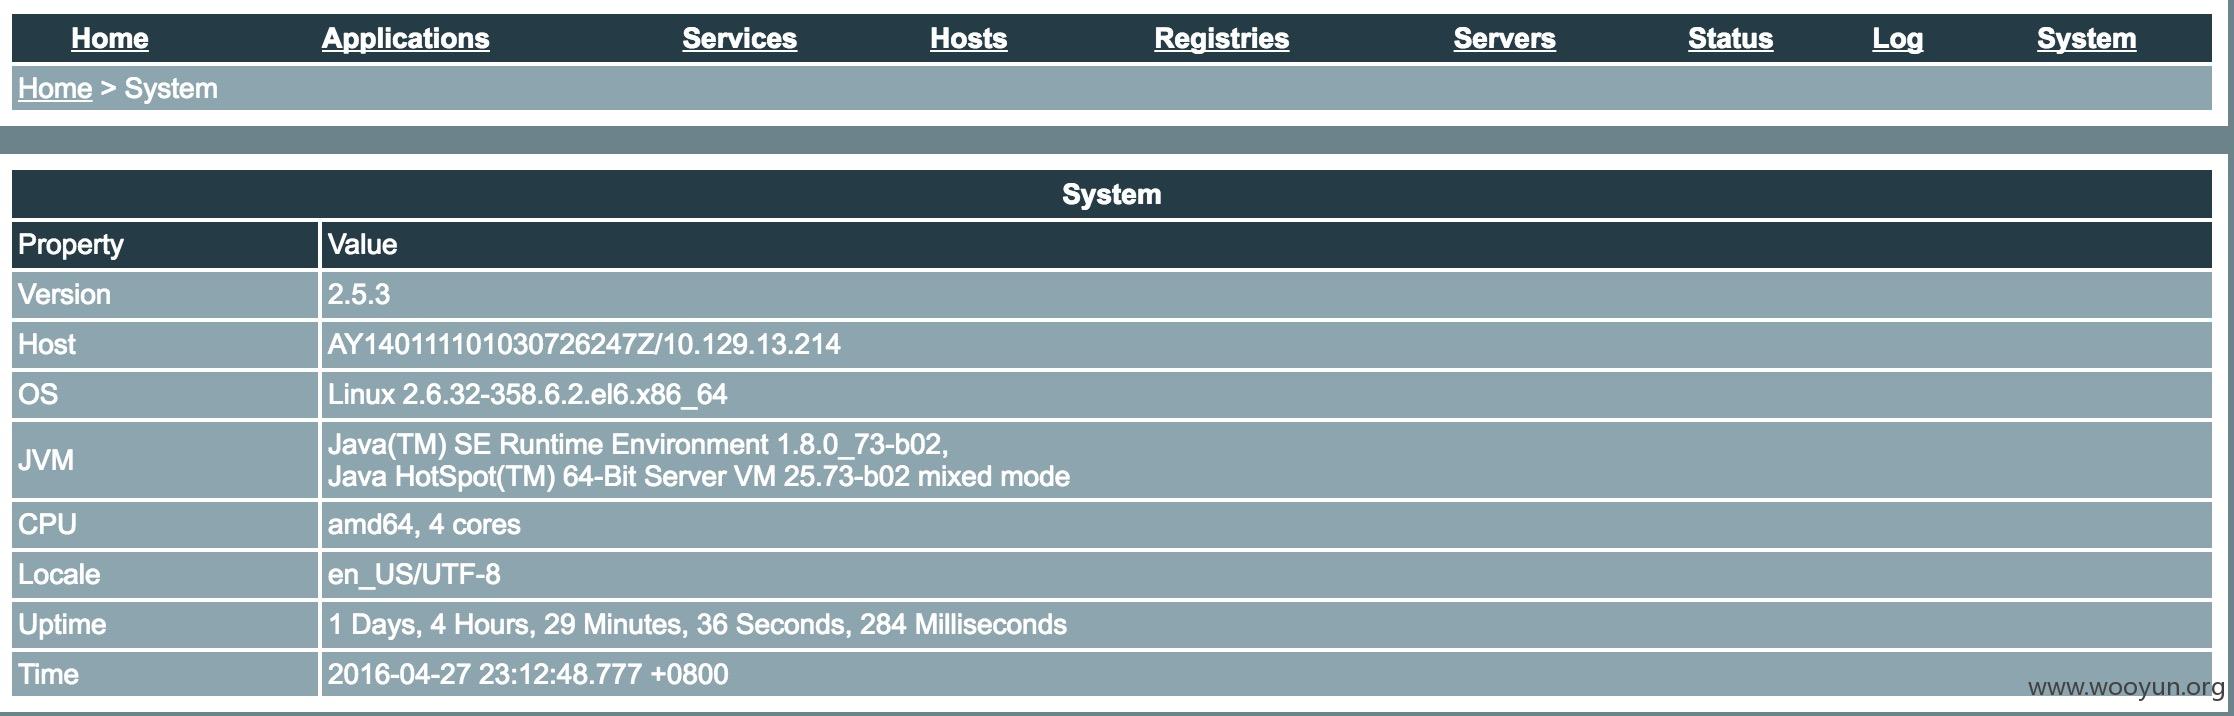 Home Applications Services Hosts Registries Servers Status Log System
Home > System
System
Property Value
Version 2.5.3
Host AY140111101030726247Z/10.129.13.214
OS Linux 2.6.32-358.6.2.el6.x86_64
JVM Java(TM) SE Runtime Environment 1.8.0_73-b02,
Java HotSpot(TM) 64-Bit Server VM 25.73-b02 mixed mode
CPU amd64, 4 cores
Locale en_US/UTF-8
Uptime 1 Days, 4 Hours, 29 Minutes, 36 Seconds, 284 Milliseconds
Time 2016-04-27 23:12:48.777 +0800
www.wooyun.org